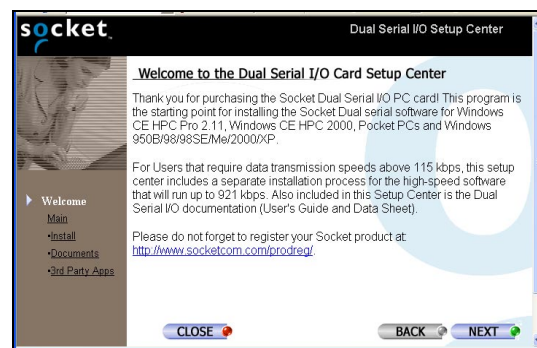 socket
Dual Serial I/O Setup Center
Welcome to the Dual Serial I/O Card Setup Center
Thank you for purchasing the Socket Dual Serial I/O PC card! This program is
the starting point for installing the Socket Dual serial software for Windows
CE HPC Pro 2.11, Windows CE HPC 2000, Pocket PCs and Windows
950B/98/98SE/Me/2000/XP.
For Users that require data transmission speeds above 115 kbps, this setup
center includes a separate installation process for the high-speed software
that will run up to 921 kbps. Also included in this Setup Center is the Dual
Serial I/O documentation (User's Guide and Data Sheet).
Please do not forget to register your Socket product at:
http://www.socketcom.com/prodreg/.
Welcome
Main
•Install
•Documents
•3rd Party Apps
CLOSE
BACK
NEXT